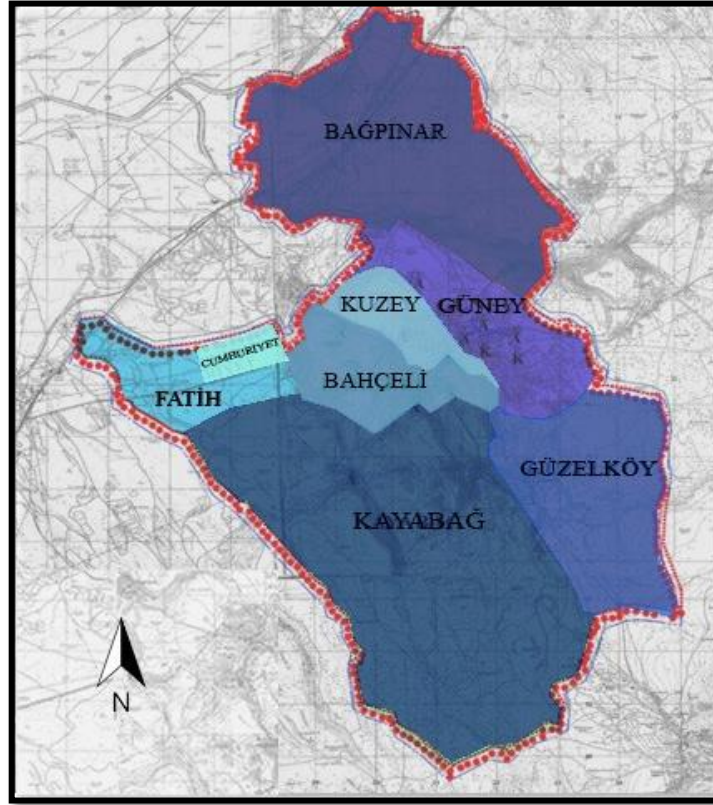 BAĞPINAR
KUZEY
GÜNEY
CUMHURİYET
BAHÇELİ
FATİH
GÜZELKÖY
KAYABAĞ
N